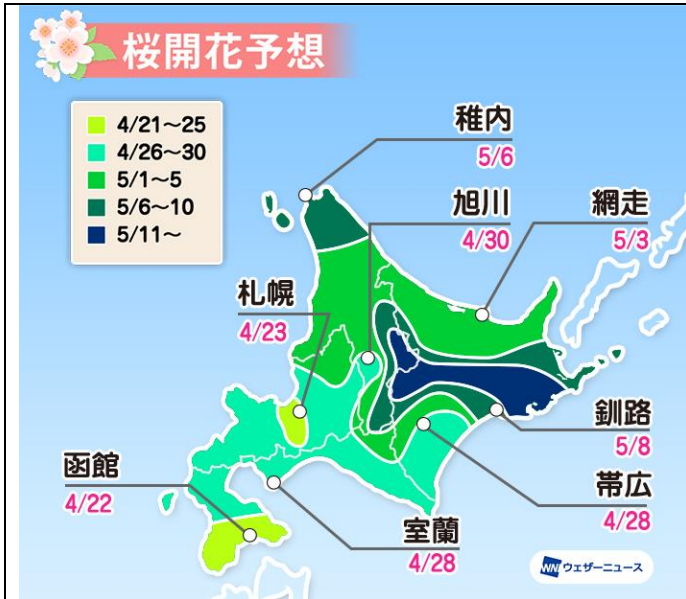 桜開花予想
4/21～25
4/26～30
5/1～5
5/6～10
5/11～
稚内
5/6
旭川
4/30
網走
5/3
札幌
4/23
釧路
5/8
函館
4/22
帯広
4/28
室蘭
4/28
WNI ウェザーニュース